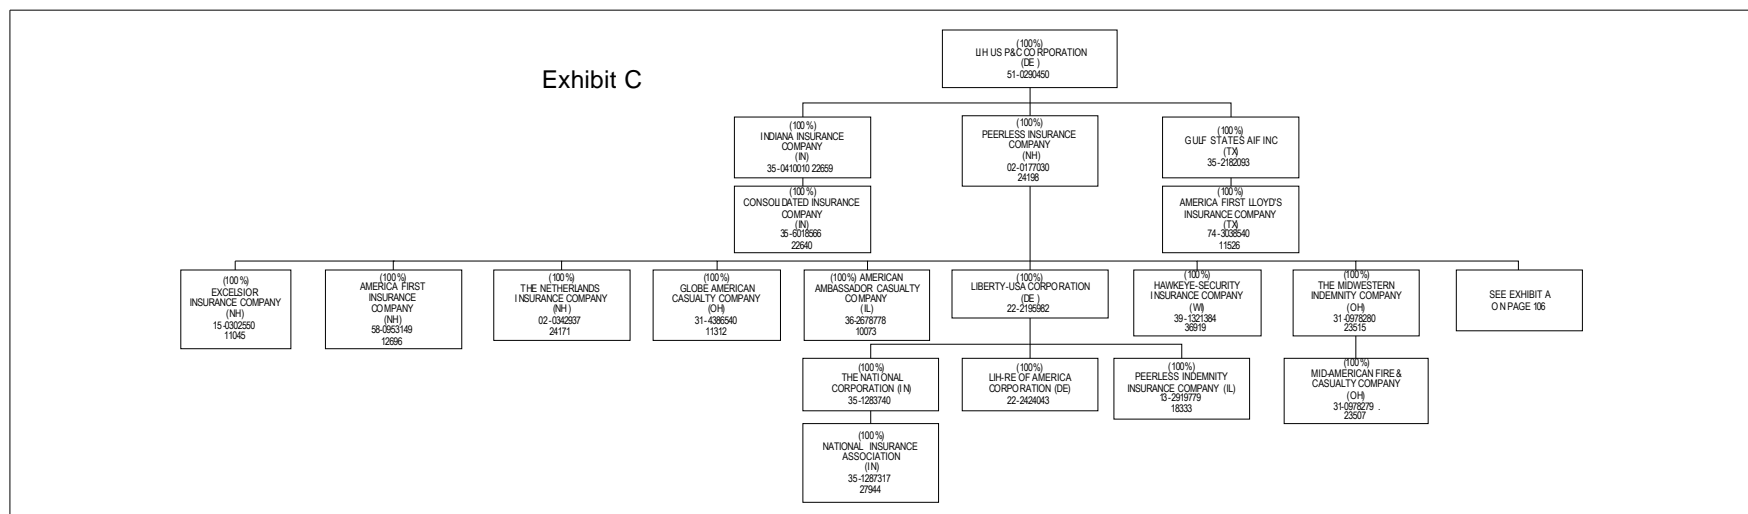 Exhibit C
(100%)
LIH US P&C CORPORATION
(DE )
51-0290450
(100%)
INDIANA INSURANCE
COMPANY
(IN)
35-0410010 22659
(100%)
PEERLESS INSURANCE
COMPANY
(NH)
02-0177030
24198
(100%)
GULF STATES AIF INC
(TX)
35-2182093
(100%)
CONSOLIDATED INSURANCE
COMPANY
(IN)
35-6018566
22640
(100%)
AMERICA FIRST LLOYD'S
INSURANCE COMPANY
(TX)
74-3038540
11526
(100%)
EXCELSIOR
INSURANCE COMPANY
(NH)
15-0302550
11045
(100%)
AMERICA FIRST
INSURANCE
COMPANY
(NH)
58-0953149
12696
(100%)
THE NETHERLANDS
INSURANCE COMPANY
(NH )
02-0342937
24171
(100%)
GLOBE AMERICAN
CASUALTY COMPANY
(OH)
31-4386540
11312
(100%) AMERICAN
AMBASSADOR CASUALTY
COMPANY
(IL)
36-2678778
10073
(100%)
LIBERTY-USA CORPORATION
(DE )
22-2195982
(100%)
HAWKEYE-SECURITY
INSURANCE COMPANY
(WI)
39-1321384
36919
(100%)
THE MIDWESTERN
INDEMNITY COMPANY
(OH)
31-0978280
23515
SEE EXHIBIT A
ON PAGE 106
(100%)
THE NATIONAL
CORPORATION (IN)
35-1283740
(100%)
LIH-RE OF AMERICA
CORPORATION (DE)
22-2424043
(100%)
PEERLESS INDEMNITY
INSURANCE COMPANY (IL)
13-2919779
18333
(100%)
MID-AMERICAN FIRE &
CASUALTY COMPANY
(OH)
31-0978279 .
23507
(100%)
NATIONAL INSURANCE
ASSOCIATION
(IN)
35-1287317
27944